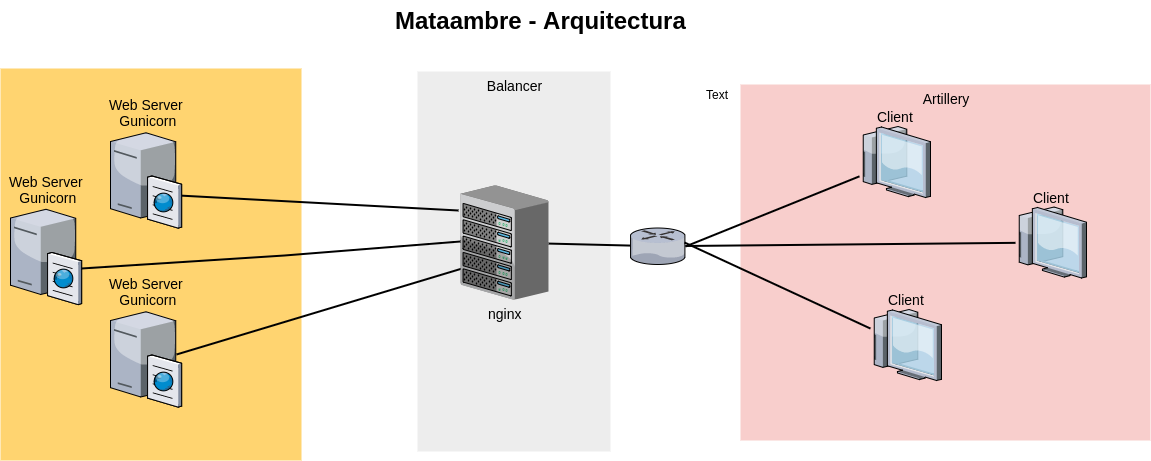 Mataambre - Arquitectura
Web Server
Gunicorn
Web Server
Gunicorn
Web Server
Gunicorn
Balancer
nginx
Text
Artillery
Client
Client
Client